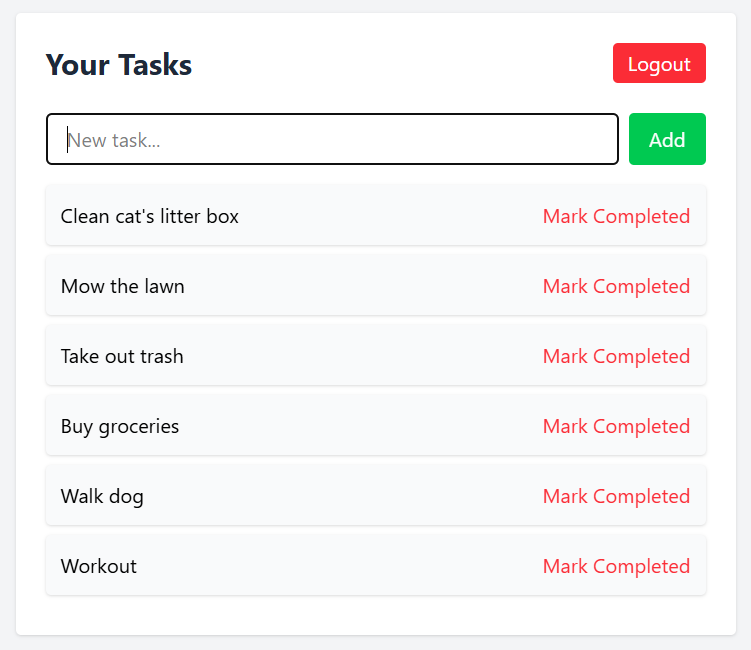 Your Tasks
Logout
New task...
Add
Clean cat's litter box
Mark Completed
Mow the lawn
Mark Completed
Take out trash
Mark Completed
Buy groceries
Mark Completed
Walk dog
Mark Completed
Workout
Mark Completed